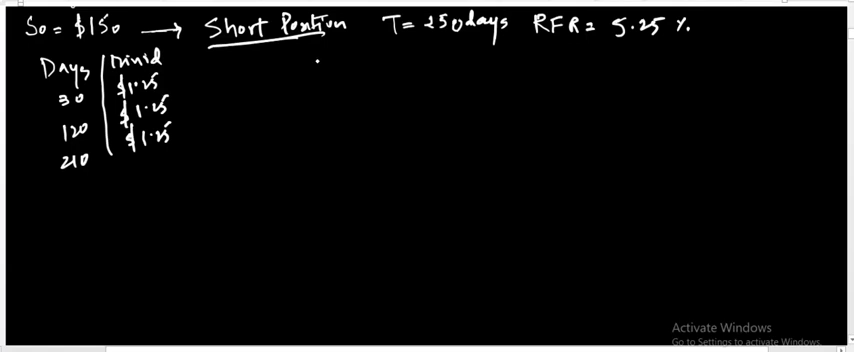 S0 = $150 → Short Position T = 250days RFR = 5.25 %.
Days Divid
30 $1.25
120 $1.25
210 $1.25
Activate Windows
Go to Settings to activate Windows.